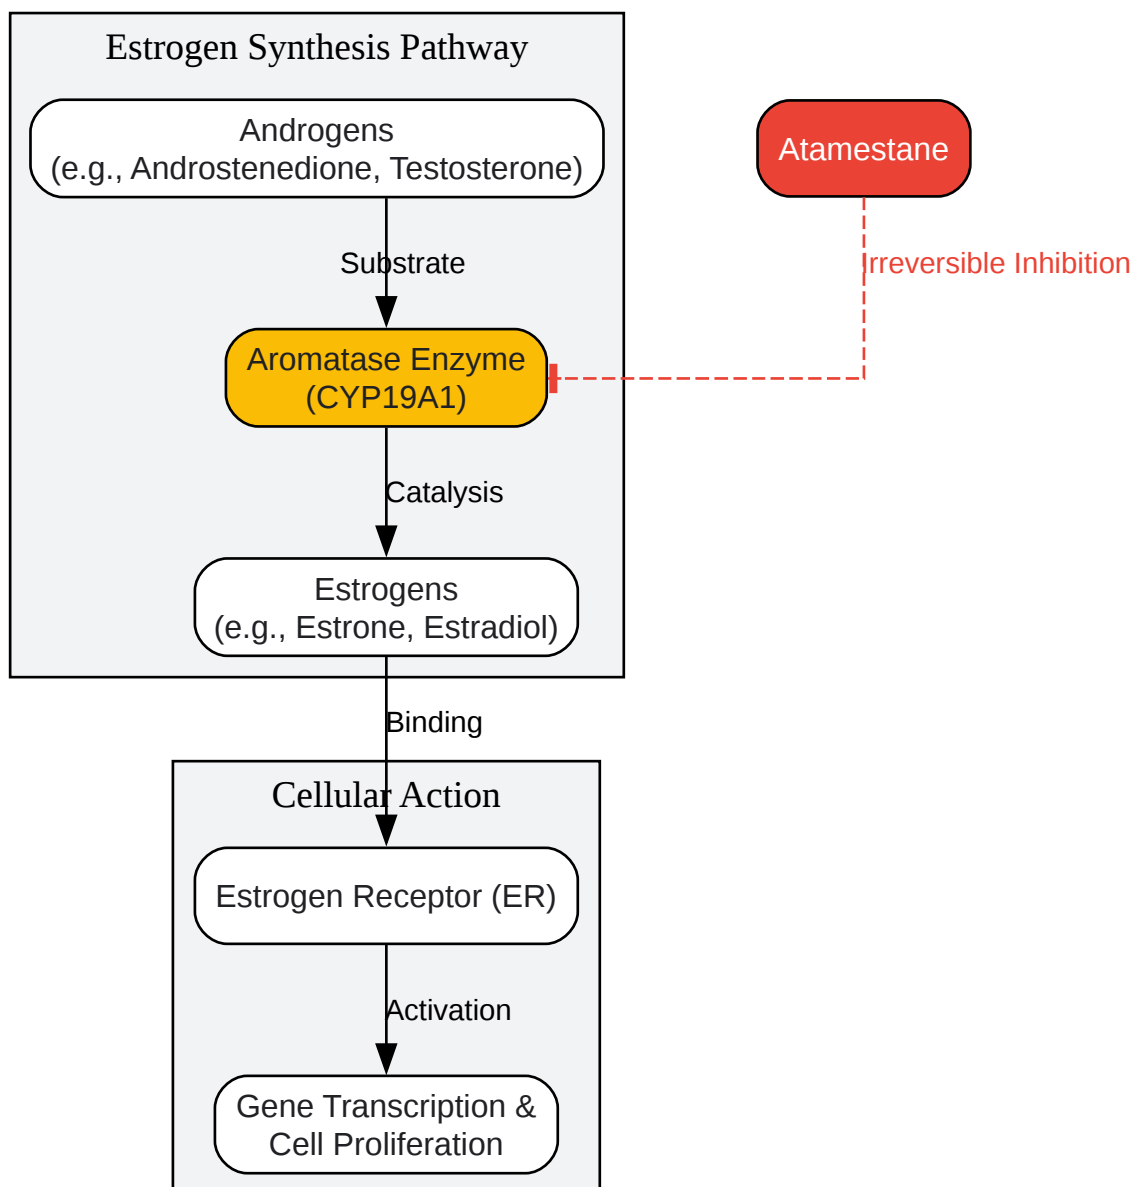 Estrogen Synthesis Pathway
Androgens
(e.g., Androstenedione, Testosterone)
Atamestane
Substrate
Irreversible Inhibition
Aromatase Enzyme
(CYP19A1)
Catalysis
Estrogens
(e.g., Estrone, Estradiol)
Binding
Cellular Action
Estrogen Receptor (ER)
Activation
Gene Transcription &
Cell Proliferation